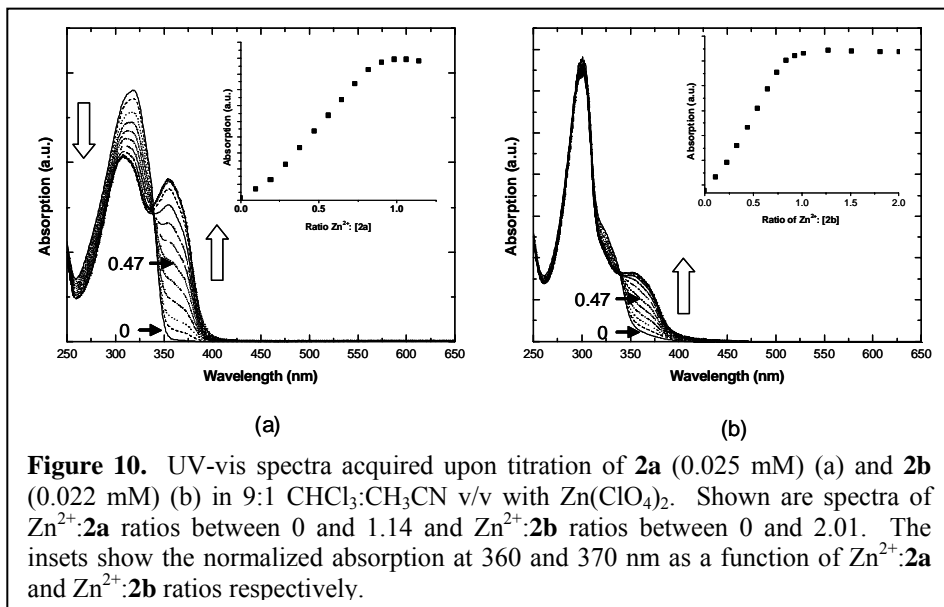 Absorption (a.u.)
Absorption (a.u.)
0.0
0.5
1.0
Ratio Zn²⁺: [2a]
0.47
0
250 300 350 400 450 500 550 600 650
Wavelength (nm)
(a)
Absorption (a.u.)
Absorption (a.u.)
0.0 0.5 1.0 1.5 2.0
Ratio of Zn²⁺: [2b]
0.47
0
250 300 350 400 450 500 550 600 650
Wavelength (nm)
(b)
Figure 10. UV-vis spectra acquired upon titration of 2a (0.025 mM) (a) and 2b
(0.022 mM) (b) in 9:1 CHCl₃:CH₃CN v/v with Zn(ClO₄)₂. Shown are spectra of
Zn²⁺:2a ratios between 0 and 1.14 and Zn²⁺:2b ratios between 0 and 2.01. The
insets show the normalized absorption at 360 and 370 nm as a function of Zn²⁺:2a
and Zn²⁺:2b ratios respectively.